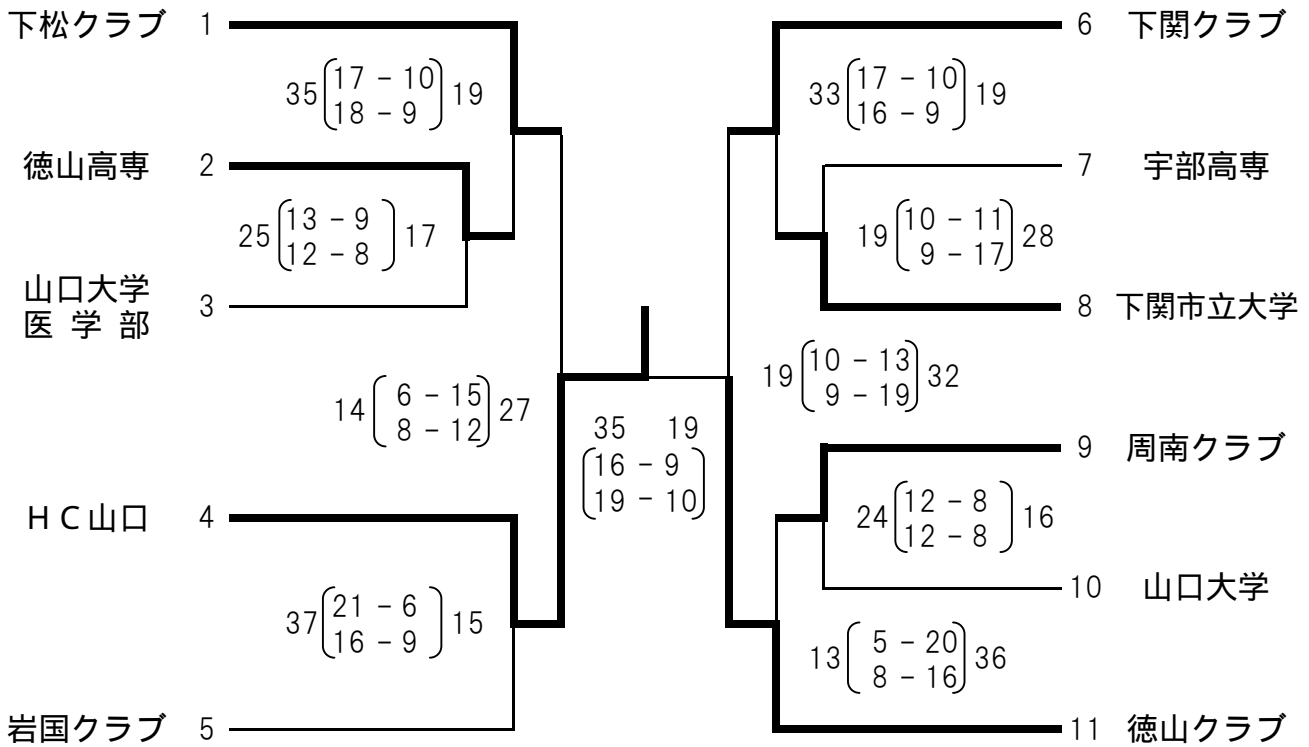 下松クラブ 1
35 17 - 10 19
18 - 9
徳山高専 2
25 13 - 9 17
12 - 8
山口大学
医学部 3
14 6 - 15 27
8 - 12
HC山口 4
37 21 - 6 15
16 - 9
岩国クラブ 5
35 19
16 - 9
19 - 10
6 下関クラブ
33 17 - 10 19
16 - 9
7 宇部高専
19 10 - 11 28
9 - 17
8 下関市立大学
19 10 - 13 32
9 - 19
9 周南クラブ
24 12 - 8 16
12 - 8
10 山口大学
13 5 - 20 36
8 - 16
11 徳山クラブ